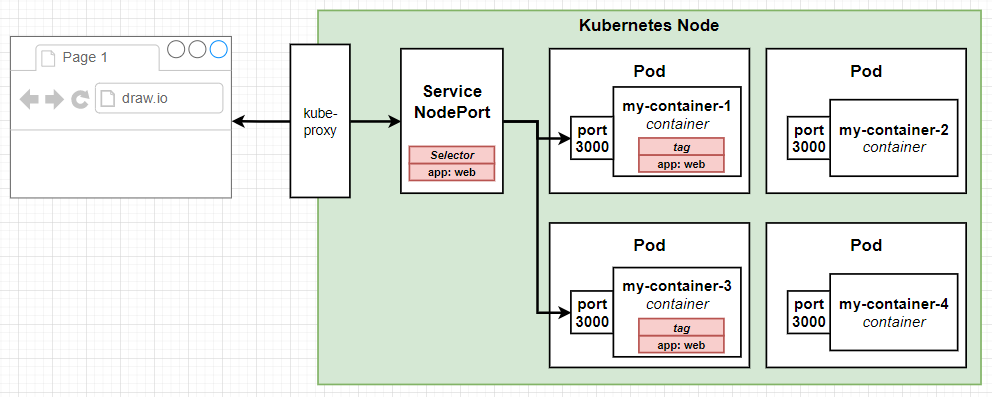 Kubernetes Node
Page 1
draw.io
kube-
proxy
Service
NodePort
Selector
app: web
Pod
port
3000
my-container-1
container
tag
app: web
Pod
port
3000
my-container-2
container
Pod
port
3000
my-container-3
container
tag
app: web
Pod
port
3000
my-container-4
container